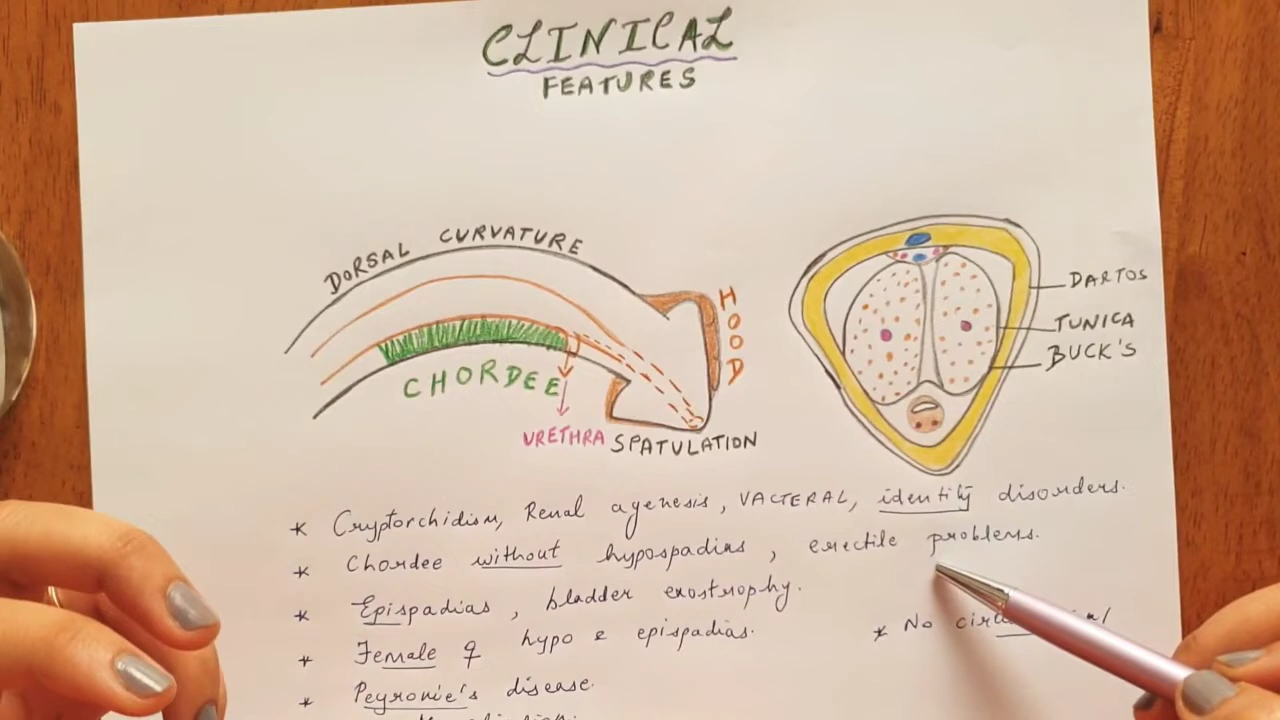 CLINICAL
FEATURES
DORSAL CURVATURE
CHORDEE
URETHRA
SPATULATION
HOOD
DARTOS
TUNICA
BUCK'S
* Cryptorchidism, Renal agenesis, VACTERAL, identity disorders.
* Chordee without hypospadias, erectile problems.
* Epispadias, bladder exostrophy.
* Female ♀ hypo & epispadias.
* No
* Peyronie's disease.